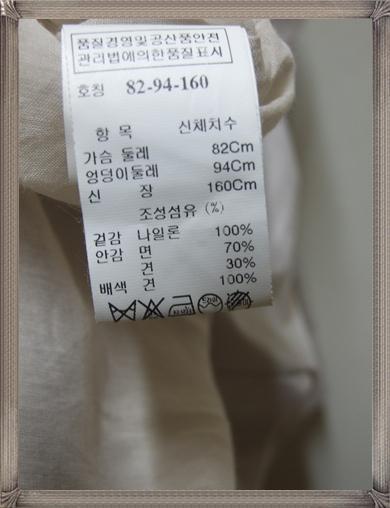 품질경영및공산품안전
관리법에의한품질표시
호칭 82-94-160
항 목 신체치수
가슴 둘레 82Cm
엉덩이둘레 94Cm
신 장 160Cm
조성섬유 (%)
겉감 나일론 100%
안감 면 70%
견 30%
배색 견 100%